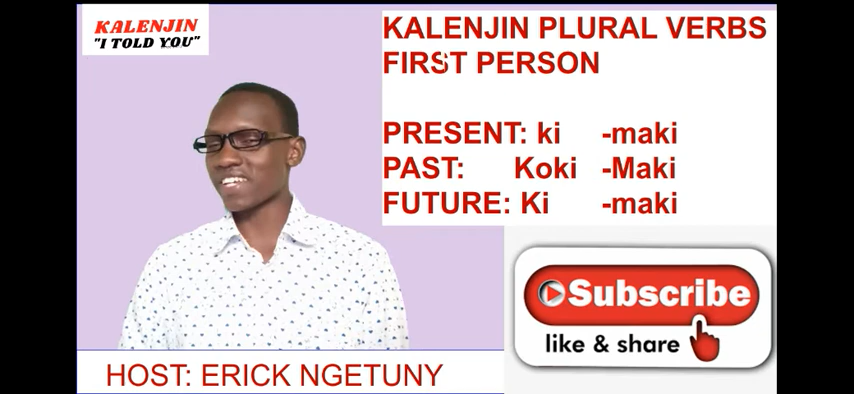 KALENJIN
"I TOLD YOU"
KALENJIN PLURAL VERBS
FIRST PERSON
PRESENT: ki -maki
PAST: Koki -Maki
FUTURE: Ki -maki
Subscribe
like & share
HOST: ERICK NGETUNY